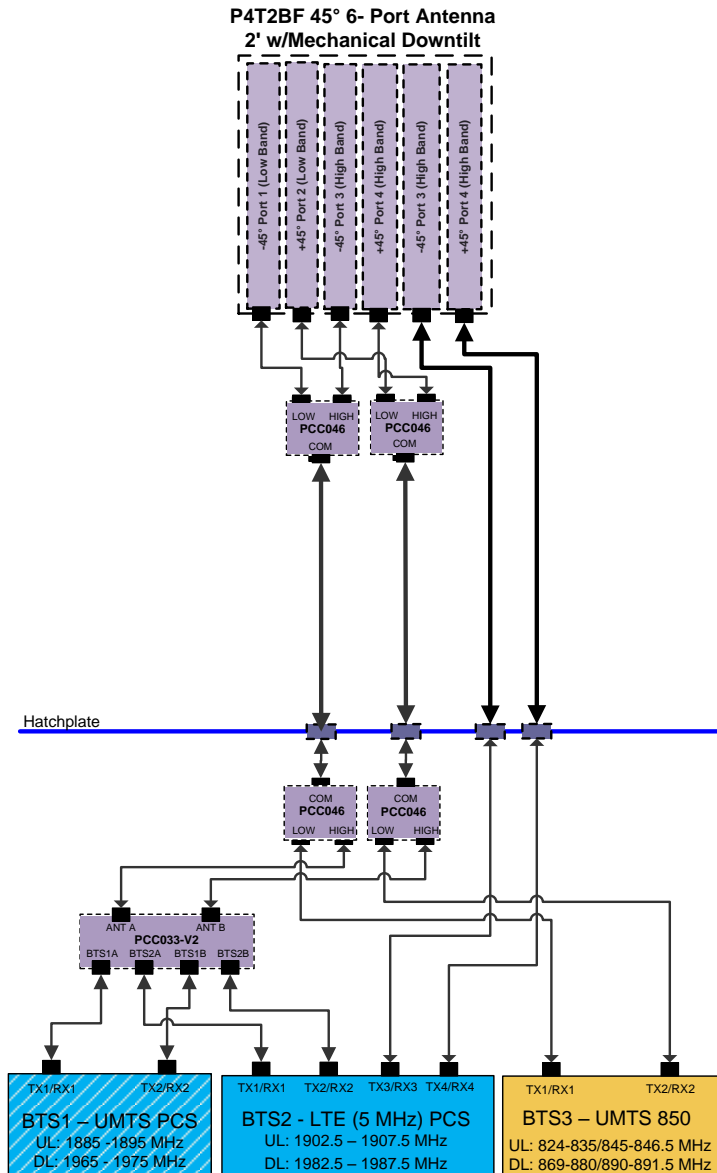 P4T2BF 45° 6- Port Antenna
2' w/Mechanical Downtilt
-45° Port 1 (Low Band)
+45° Port 2 (Low Band)
-45° Port 3 (High Band)
+45° Port 4 (High Band)
-45° Port 3 (High Band)
+45° Port 4 (High Band)
LOW HIGH
PCC046
COM
LOW HIGH
PCC046
COM
Hatchplate
COM
PCC046
LOW HIGH
COM
PCC046
LOW HIGH
ANT A ANT B
PCC033-V2
BTS1A BTS2A BTS1B BTS2B
TX1/RX1 TX2/RX2
BTS1 – UMTS PCS
UL: 1885 -1895 MHz
DL: 1965 - 1975 MHz
TX1/RX1 TX2/RX2 TX3/RX3 TX4/RX4
BTS2 - LTE (5 MHz) PCS
UL: 1902.5 – 1907.5 MHz
DL: 1982.5 – 1987.5 MHz
TX1/RX1 TX2/RX2
BTS3 – UMTS 850
UL: 824-835/845-846.5 MHz
DL: 869-880/890-891.5 MHz